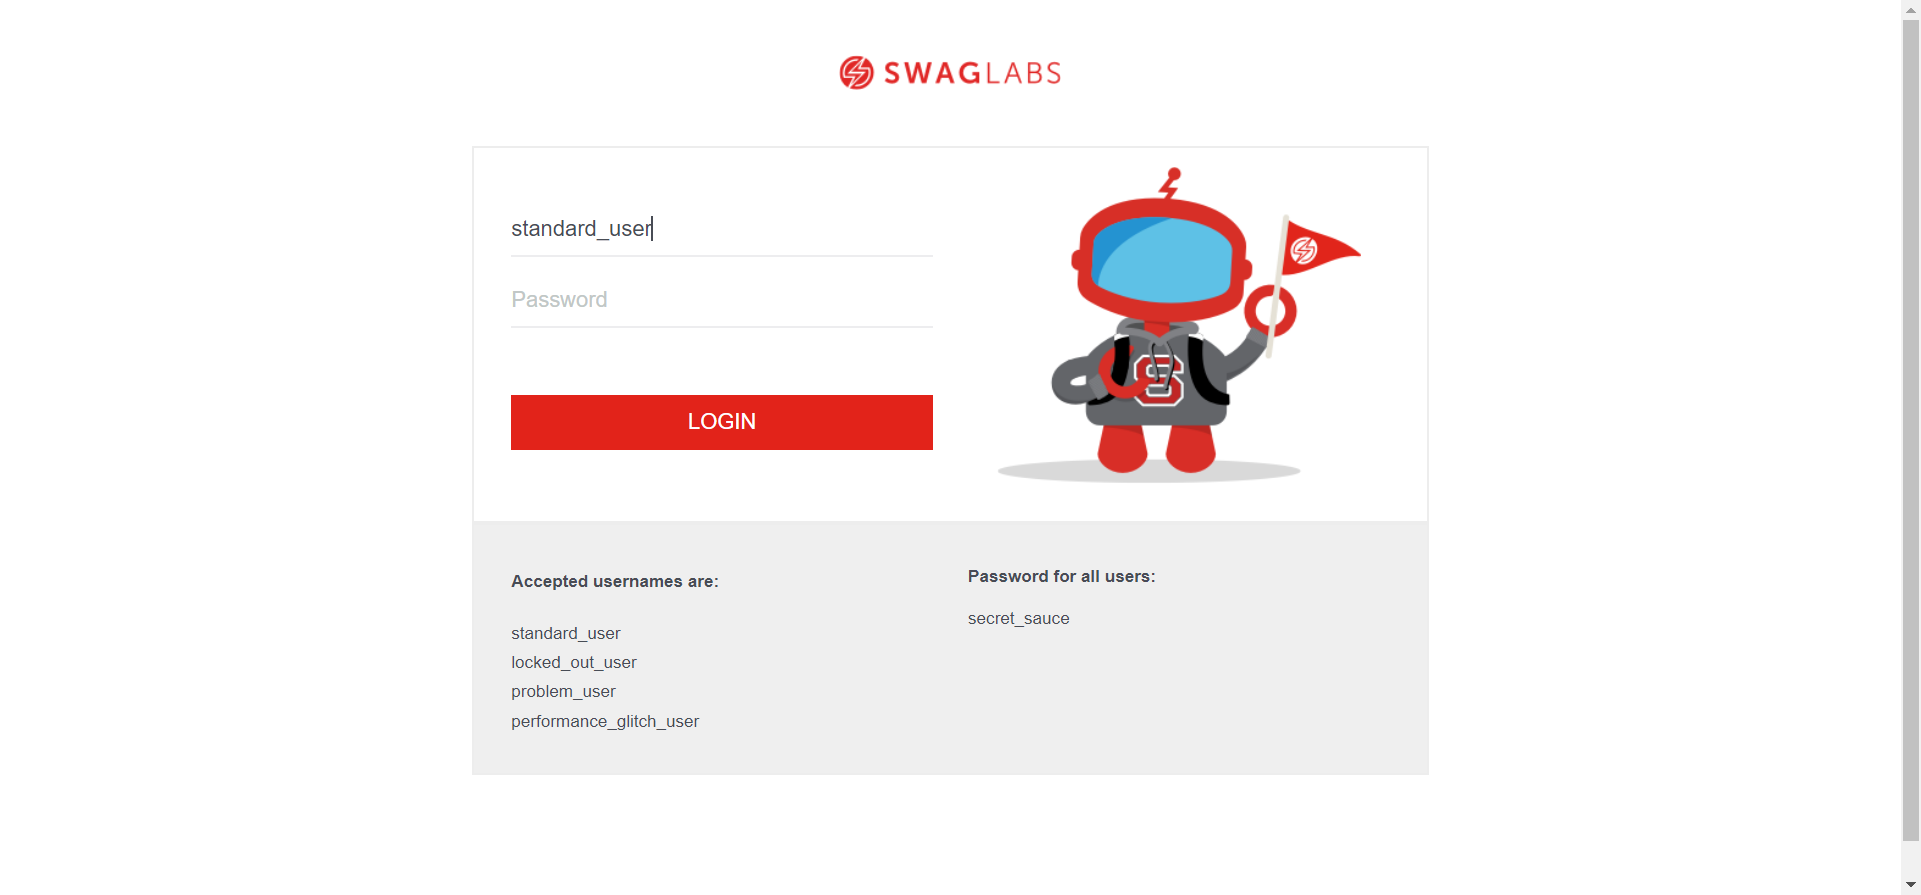 SWAGLABS
standard_user
Password
LOGIN
S
Accepted usernames are:
standard_user
locked_out_user
problem_user
performance_glitch_user
Password for all users:
secret_sauce